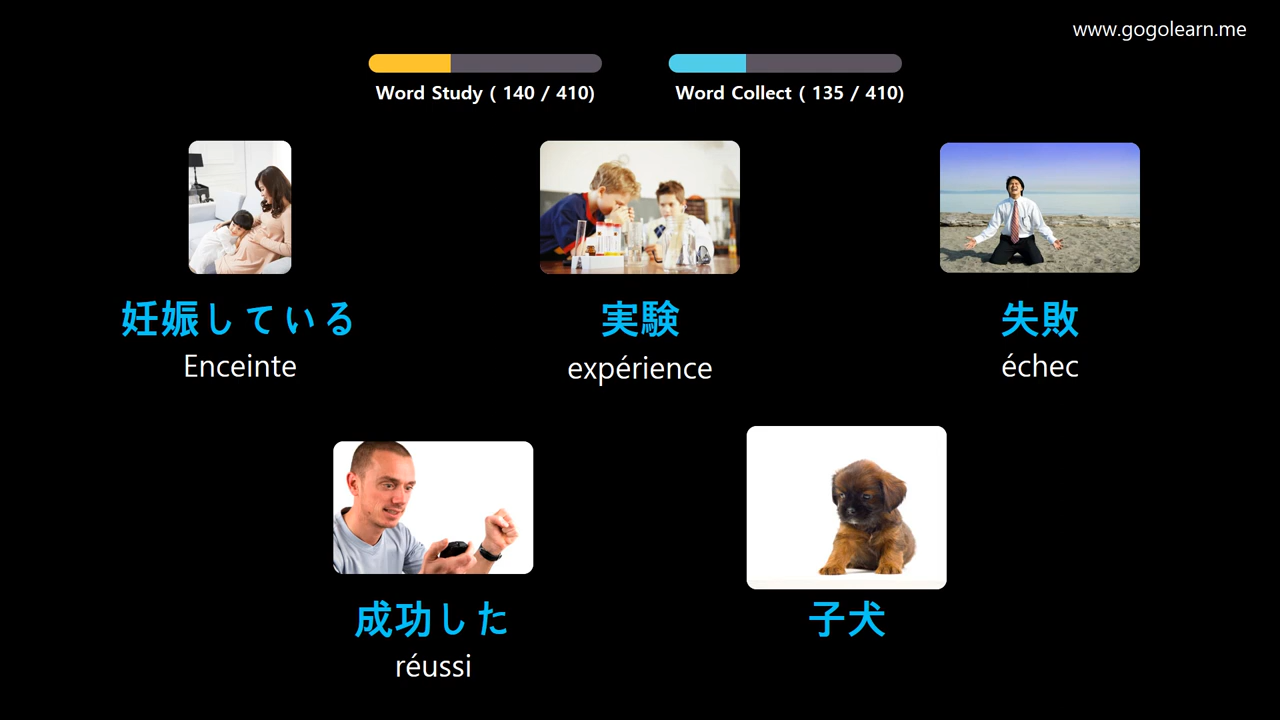 www.gogolearn.me
Word Study ( 140 / 410)
Word Collect ( 135 / 410)
妊娠している
Enceinte
実験
expérience
失敗
échec
成功した
réussi
子犬